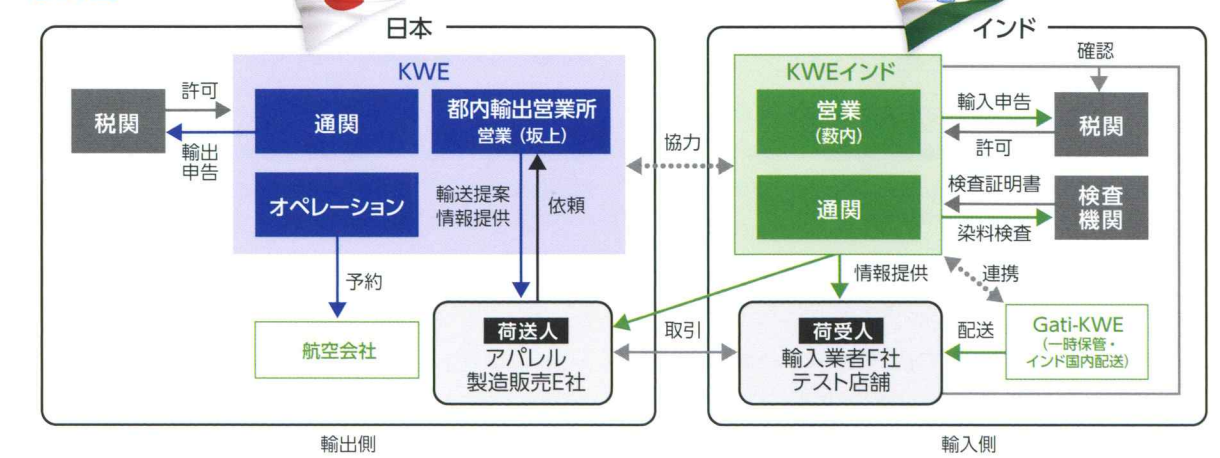 日本
KWE
税関
許可
輸出
申告
通関
都内輸出営業所
営業（坂上）
オペレーション
輸送提案
情報提供
依頼
予約
航空会社
荷送人
アパレル
製造販売E社
輸出側
協力
取引
インド
KWEインド
営業
（数内）
通関
確認
輸入申告
許可
税関
検査証明書
染料検査
検査
機関
情報提供
連携
荷受人
輸入業者F社
テスト店舗
配送
Gati-KWE
（一時保管・
インド国内配送）
輸入側